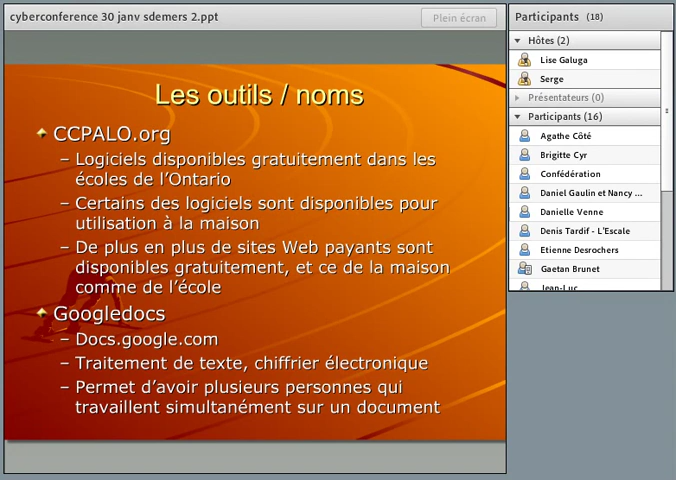 cyberconference 30 janv sdemers 2.ppt
Plein écran
Les outils / noms
CCPALO.org
– Logiciels disponibles gratuitement dans les
écoles de l'Ontario
– Certains des logiciels sont disponibles pour
utilisation à la maison
– De plus en plus de sites Web payants sont
disponibles gratuitement, et ce de la maison
comme de l'école
Googledocs
– Docs.google.com
– Traitement de texte, chiffrier électronique
– Permet d'avoir plusieurs personnes qui
travaillent simultanément sur un document
Participants (18)
Hôtes (2)
Lise Galuga
Serge
Présentateurs (0)
Participants (16)
Agathe Côté
Brigitte Cyr
Confédération
Daniel Gaulin et Nancy ...
Danielle Venne
Denis Tardif - L'Escale
Etienne Desrochers
Gaetan Brunet
Jean-Luc